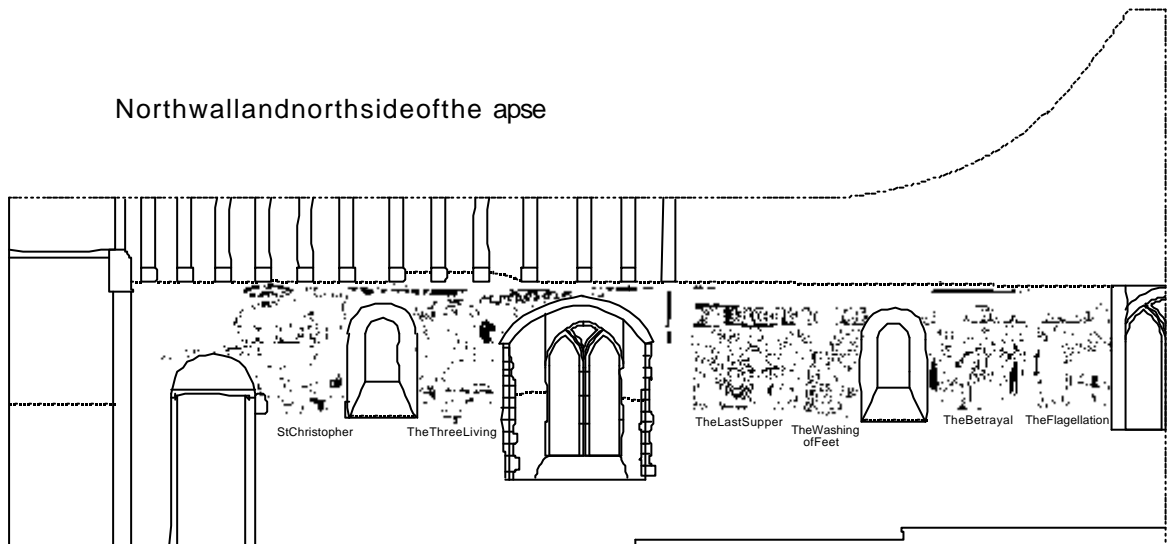 Northwallandnorthsideofthe apse
StChristopher
TheThreeLiving
TheLastSupper
TheWashing
ofFeet
TheBetrayal
TheFlagellation